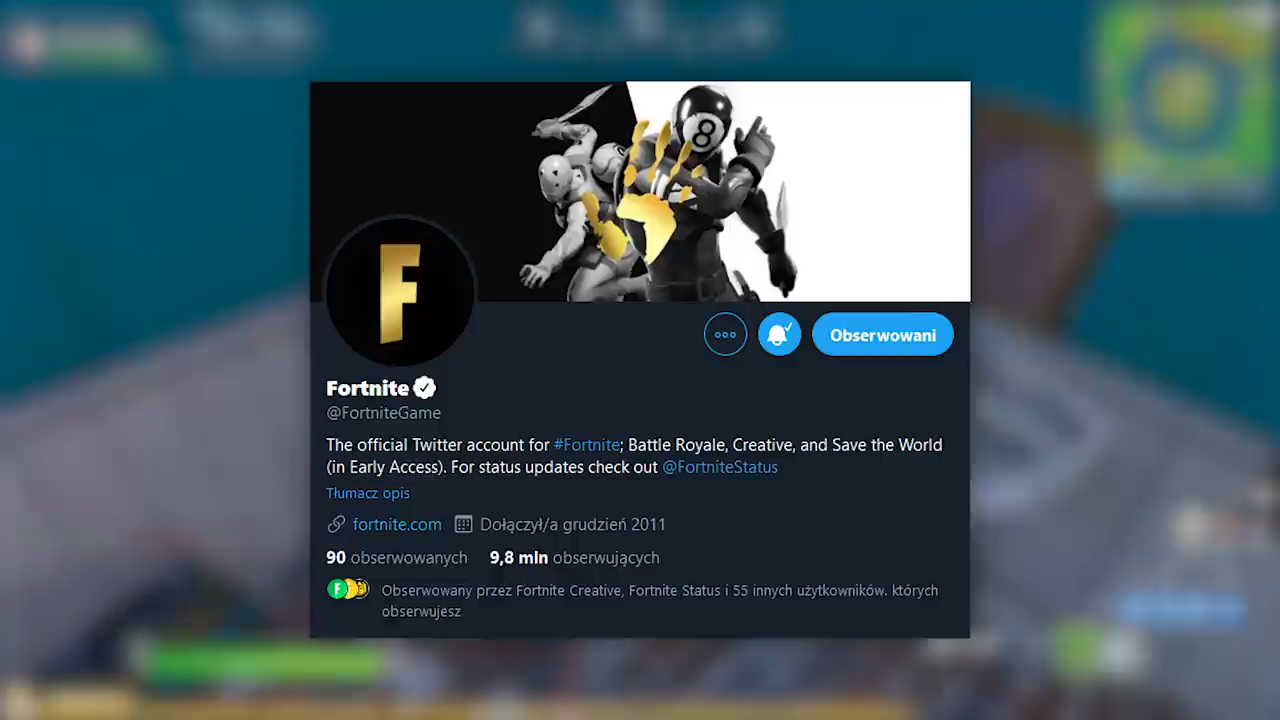 8
F
Obserwowani
Fortnite
@FortniteGame
The official Twitter account for #Fortnite; Battle Royale, Creative, and Save the World
(in Early Access). For status updates check out @FortniteStatus
Tłumacz opis
fortnite.com Dołączył/a grudzień 2011
90 obserwowanych 9,8 mln obserwujących
F Obserwowany przez Fortnite Creative, Fortnite Status i 55 innych użytkowników. których
obserwujesz